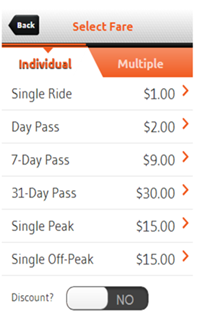 Back Select Fare
Individual Multiple
Single Ride $1.00
Day Pass $2.00
7-Day Pass $9.00
31-Day Pass $30.00
Single Peak $15.00
Single Off-Peak $15.00
Discount? NO